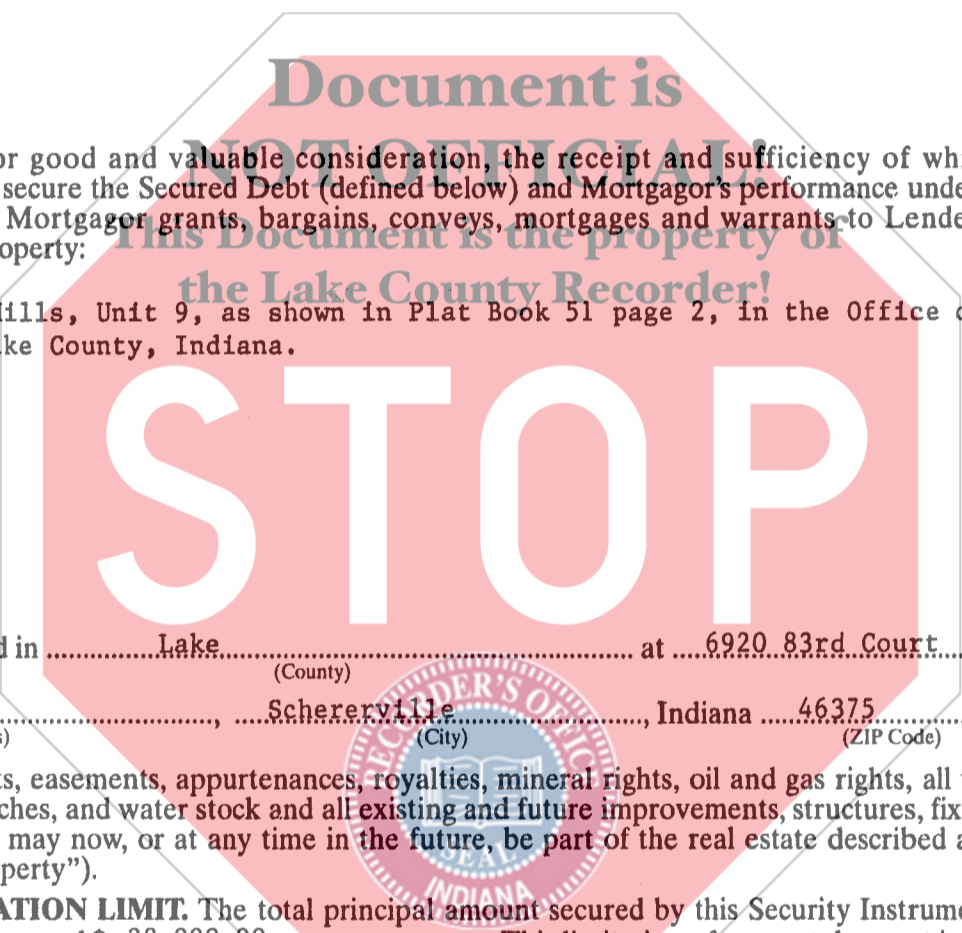 Document is
NOT OFFICIAL!
or good and valuable consideration, the receipt and sufficiency of wh
secure the Secured Debt (defined below) and Mortgagor's performance unde
Mortgagor grants, bargains, conveys, mortgages and warrants to Lende
This Document is the property of
operty:
the Lake County Recorder!
ills, Unit 9, as shown in Plat Book 51 page 2, in the Office
ke County, Indiana.
STOP
d in Lake at 6920 83rd Court
(County)
, Schererville, Indiana 46375
s) (City) (ZIP Code)
RECORDER'S OFFICE
SEAL
INDIANA
ts, easements, appurtenances, royalties, mineral rights, oil and gas rights, all
ches, and water stock and all existing and future improvements, structures, fix
may now, or at any time in the future, be part of the real estate described a
perty").
ATION LIMIT. The total principal amount secured by this Security Instrume